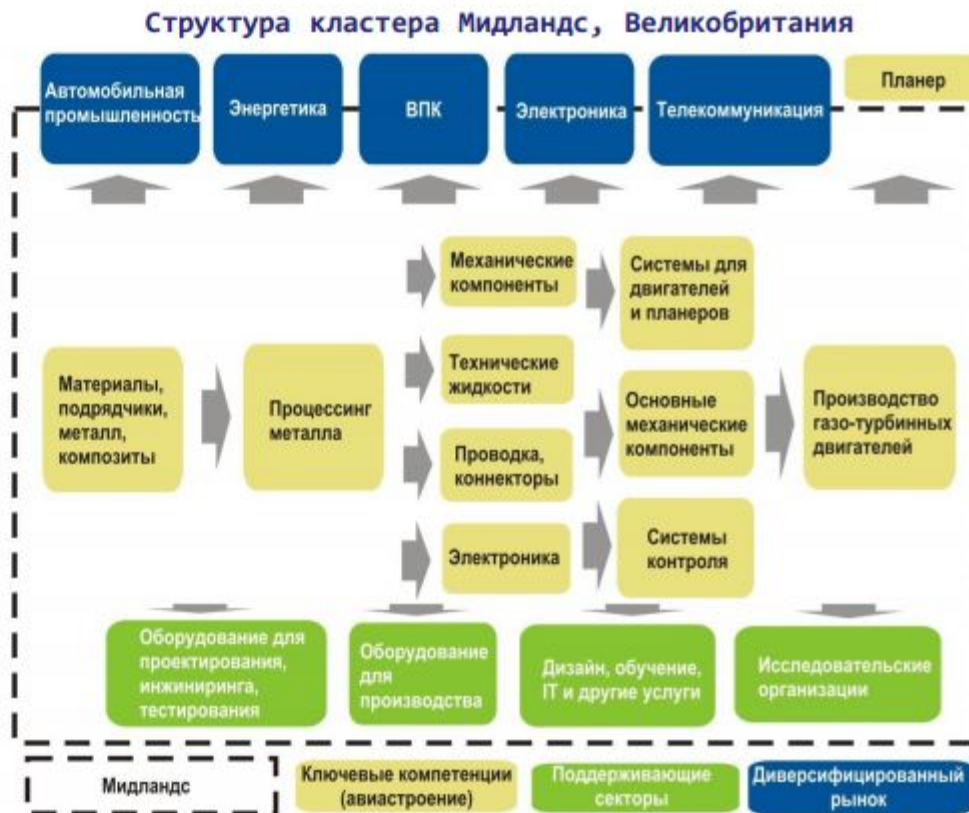 Структура кластера Мидландс, Великобритания
Автомобильная
промышленность
Энергетика
ВПК
Электроника
Телекоммуникация
Планер
Механические
компоненты
Системы для
двигателей
и планеров
Материалы,
подрядчики,
металл,
композиты
Процессинг
металла
Технические
жидкости
Основные
механические
компоненты
Производство
газо-турбинных
двигателей
Проводка,
коннекторы
Электроника
Системы
контроля
Оборудование для
проектирования,
инжиниринга,
тестирования
Оборудование
для
производства
Дизайн, обучение,
IT и другие услуги
Исследовательские
организации
Мидландс
Ключевые компетенции
(авиастроение)
Поддерживающие
секторы
Диверсифицированный
рынок